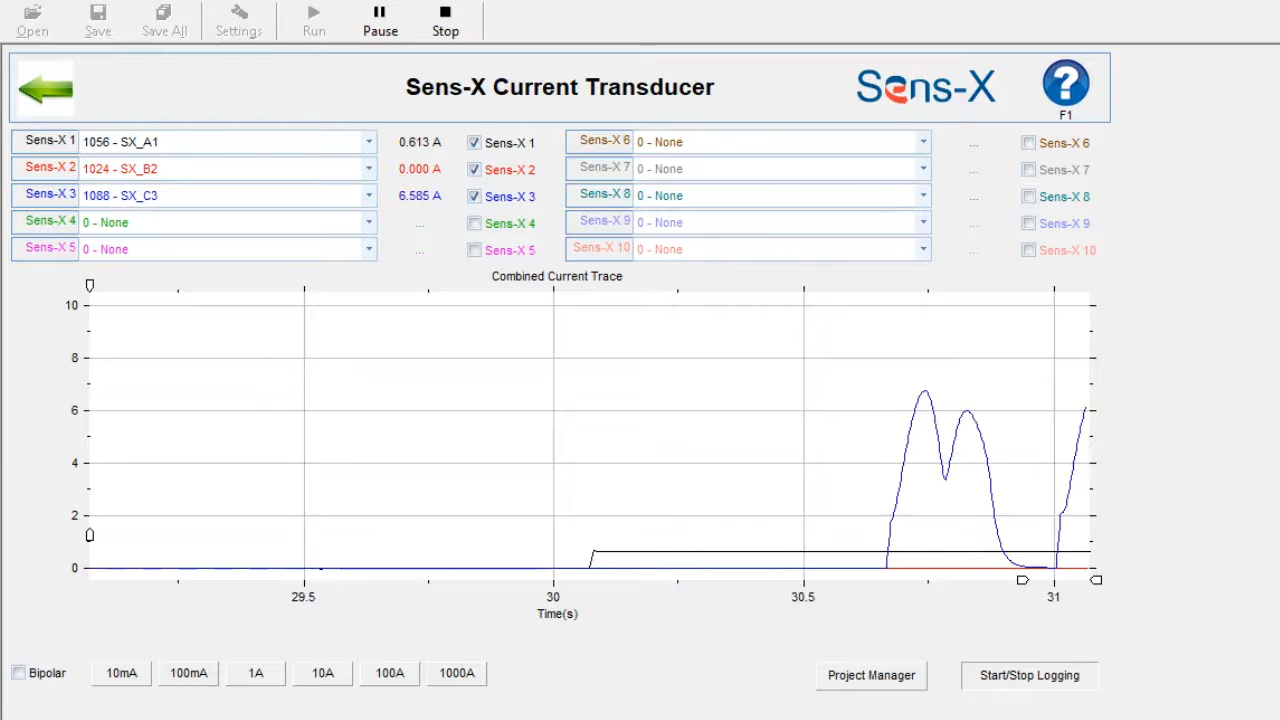 Open Save Save All Settings Run Pause Stop
Sens-X Current Transducer
Sens-X
F1
Sens-X 1 1056 - SX_A1 0.613 A Sens-X 1 Sens-X 6 0 - None ... Sens-X 6
Sens-X 2 1024 - SX_B2 0.000 A Sens-X 2 Sens-X 7 0 - None ... Sens-X 7
Sens-X 3 1088 - SX_C3 6.585 A Sens-X 3 Sens-X 8 0 - None ... Sens-X 8
Sens-X 4 0 - None ... Sens-X 4 Sens-X 9 0 - None ... Sens-X 9
Sens-X 5 0 - None ... Sens-X 5 Sens-X 10 0 - None ... Sens-X 10
Combined Current Trace
10
8
6
4
2
0
29.5 30 30.5 31
Time(s)
Bipolar 10mA 100mA 1A 10A 100A 1000A Project Manager Start/Stop Logging